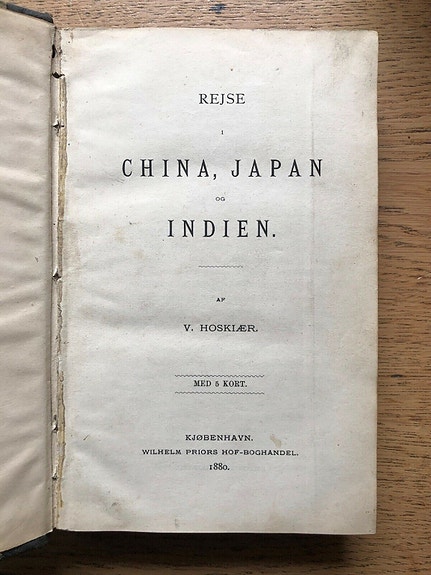 REJSE
I
CHINA, JAPAN
OG
INDIEN.
AF
V. HOSKIÆR.
MED 5 KORT.
KJØBENHAVN.
WILHELM PRIORS HOF-BOGHANDEL.
1880.